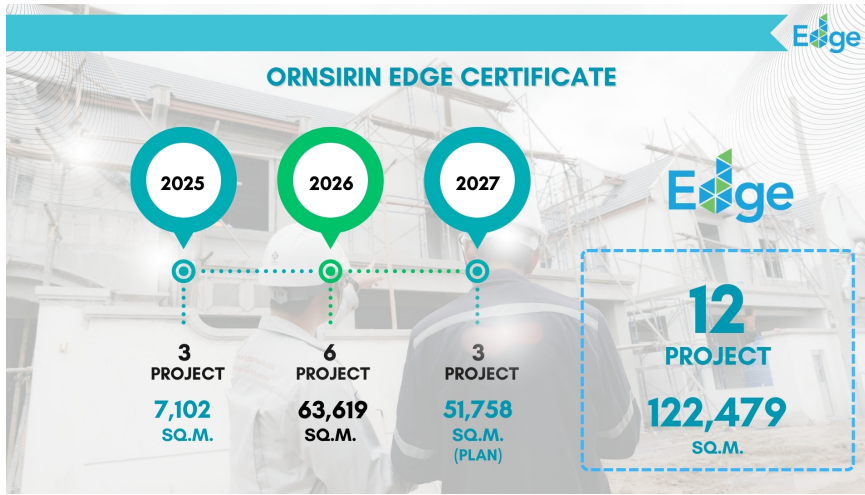 Edge
ORNSIRIN EDGE CERTIFICATE
2025
2026
2027
Edge
3
PROJECT
7,102
SQ.M.
6
PROJECT
63,619
SQ.M.
3
PROJECT
51,758
SQ.M.
(PLAN)
12
PROJECT
122,479
SQ.M.